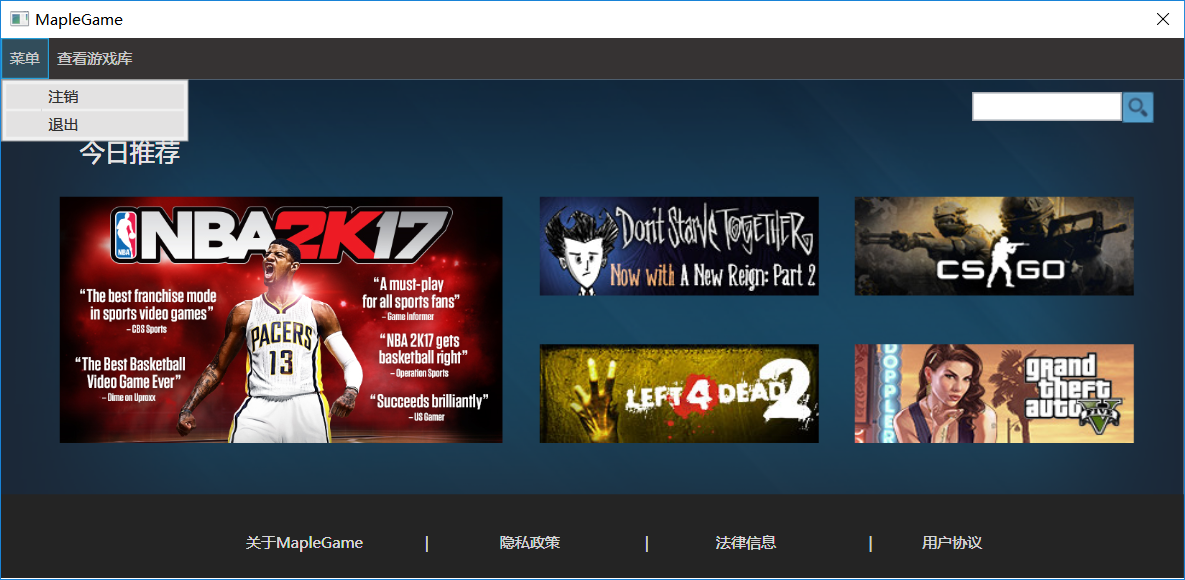 MapleGame
菜单 查看游戏库
注销
退出
今日推荐
NBA 2K17
NBA
“The best franchise mode
in sports video games”
– CBS Sports
“The Best Basketball
Video Game Ever”
– Dime on Uproxx
“A must-play
for all sports fans”
– Game Informer
“NBA 2K17 gets
basketball right”
– Operation Sports
“Succeeds brilliantly”
– US Gamer
PACERS
13
Don't Starve Together
Now with A New Reign: Part 2
CS GO
LEFT 4 DEAD 2
DOPPLER
grand
theft
auto
FIVE
关于MapleGame | 隐私政策 | 法律信息 | 用户协议